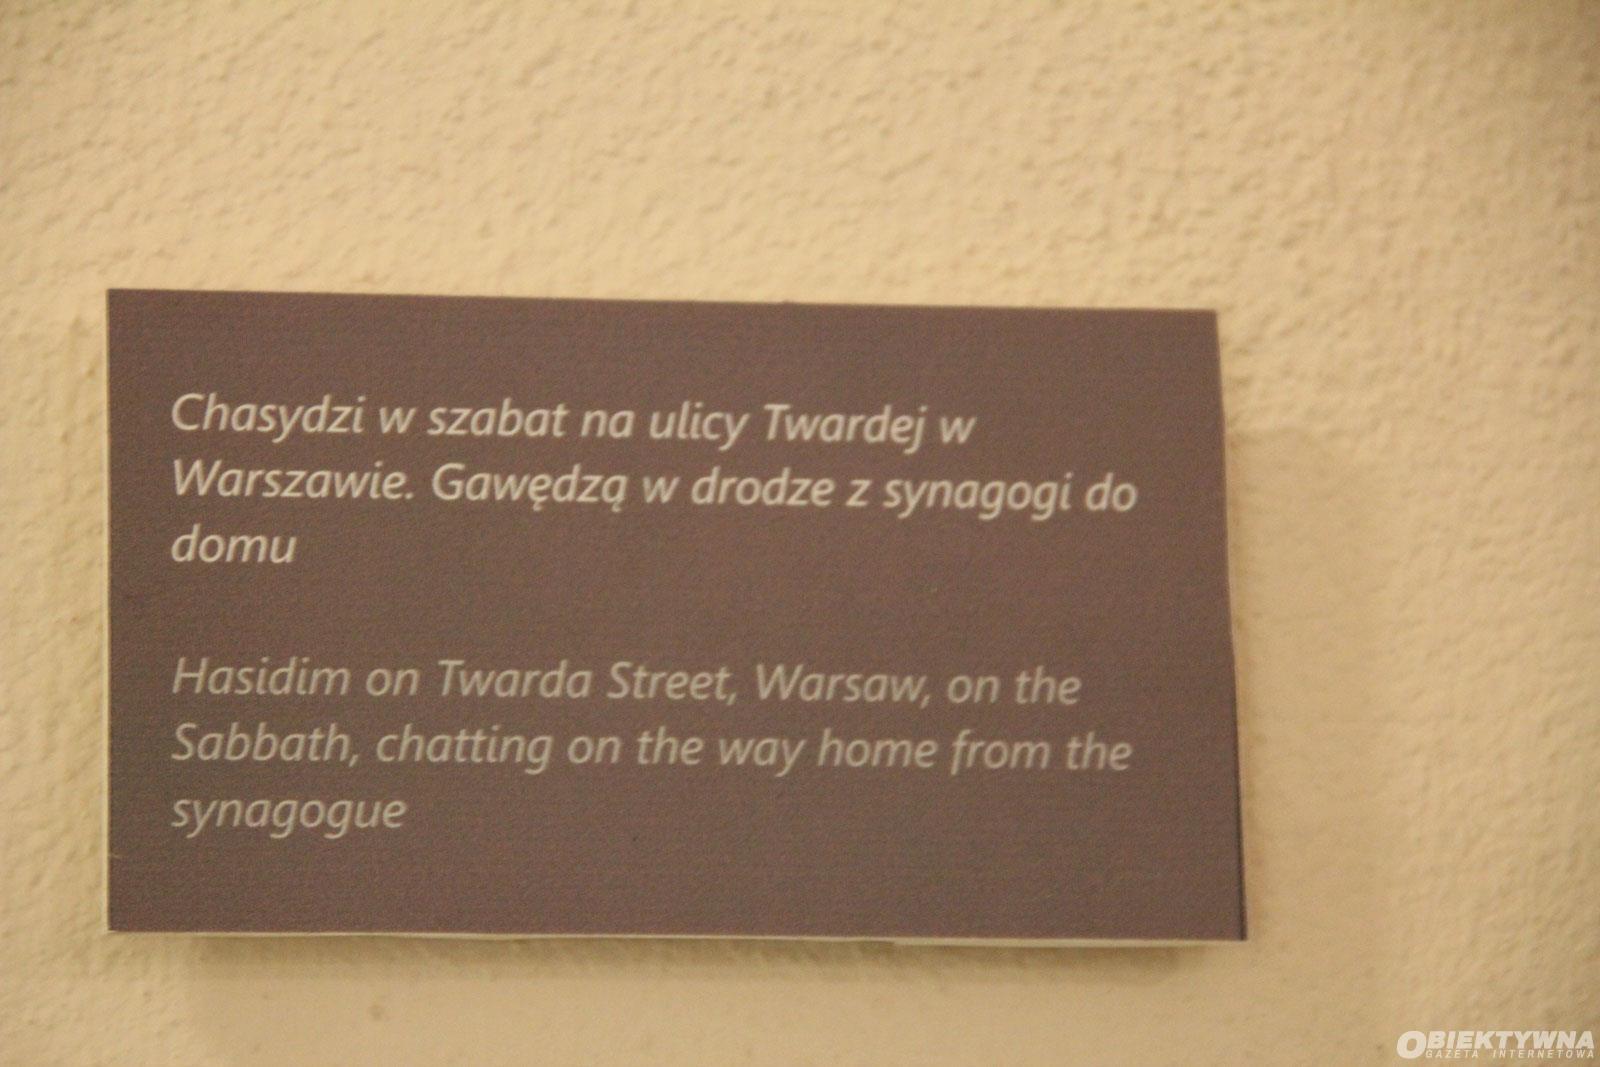 Chasydzi w szabat na ulicy Twardej w
Warszawie. Gawędzą w drodze z synagogi do
domu
Hasidim on Twarda Street, Warsaw, on the
Sabbath, chatting on the way home from the
synagogue
OBIEKTYWNA
GAZETA INTERNETOWA